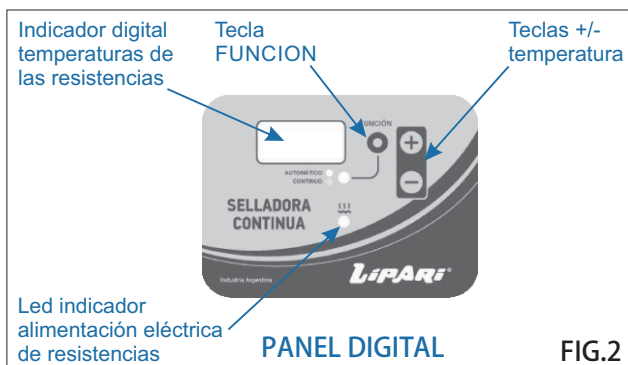 Indicador digital
temperaturas de
las resistencias
Tecla
FUNCION
Teclas +/-
temperatura
FUNCIÓN
AUTOMÁTICO
CONTINUO
+
−
SELLADORA
CONTINUA
Industria Argentina
LiPARi
Led indicador
alimentación eléctrica
de resistencias
PANEL DIGITAL
FIG.2